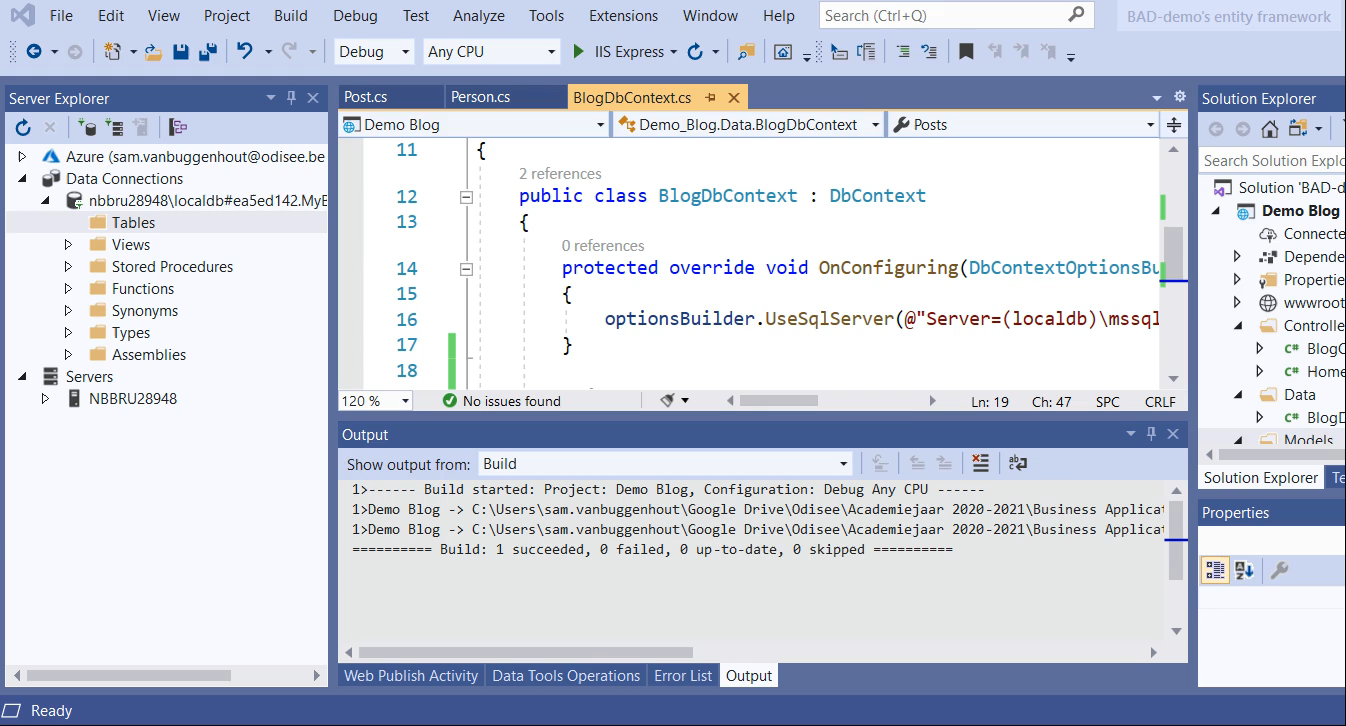 File Edit View Project Build Debug Test Analyze Tools Extensions Window Help Search (Ctrl+Q) BAD-demo's entity framework
Debug Any CPU IIS Express
Server Explorer
Azure (sam.vanbuggenhout@odisee.be
Data Connections
nbbru28948\localdb#ea5ed142.MyB
Tables
Views
Stored Procedures
Functions
Synonyms
Types
Assemblies
Servers
NBBRU28948
Post.cs Person.cs BlogDbContext.cs
Demo Blog Demo_Blog.Data.BlogDbContext Posts
11 {
2 references
12 public class BlogDbContext : DbContext
13 {
0 references
14 protected override void OnConfiguring(DbContextOptionsBu
15 {
16 optionsBuilder.UseSqlServer(@"Server=(localdb)\mssql
17 }
18
120 % No issues found Ln: 19 Ch: 47 SPC CRLF
Output
Show output from: Build
1>------ Build started: Project: Demo Blog, Configuration: Debug Any CPU ------
1>Demo Blog -> C:\Users\sam.vanbuggenhout\Google Drive\Odisee\Academiejaar 2020-2021\Business Applicat
1>Demo Blog -> C:\Users\sam.vanbuggenhout\Google Drive\Odisee\Academiejaar 2020-2021\Business Applicat
========== Build: 1 succeeded, 0 failed, 0 up-to-date, 0 skipped ==========
Web Publish Activity Data Tools Operations Error List Output
Solution Explorer
Search Solution Explo
Solution 'BAD-d
Demo Blog
Connecte
Depende
Propertie
wwwroot
Controlle
C# BlogC
C# Home
Data
C# BlogD
Models
Solution Explorer Te
Properties
Ready